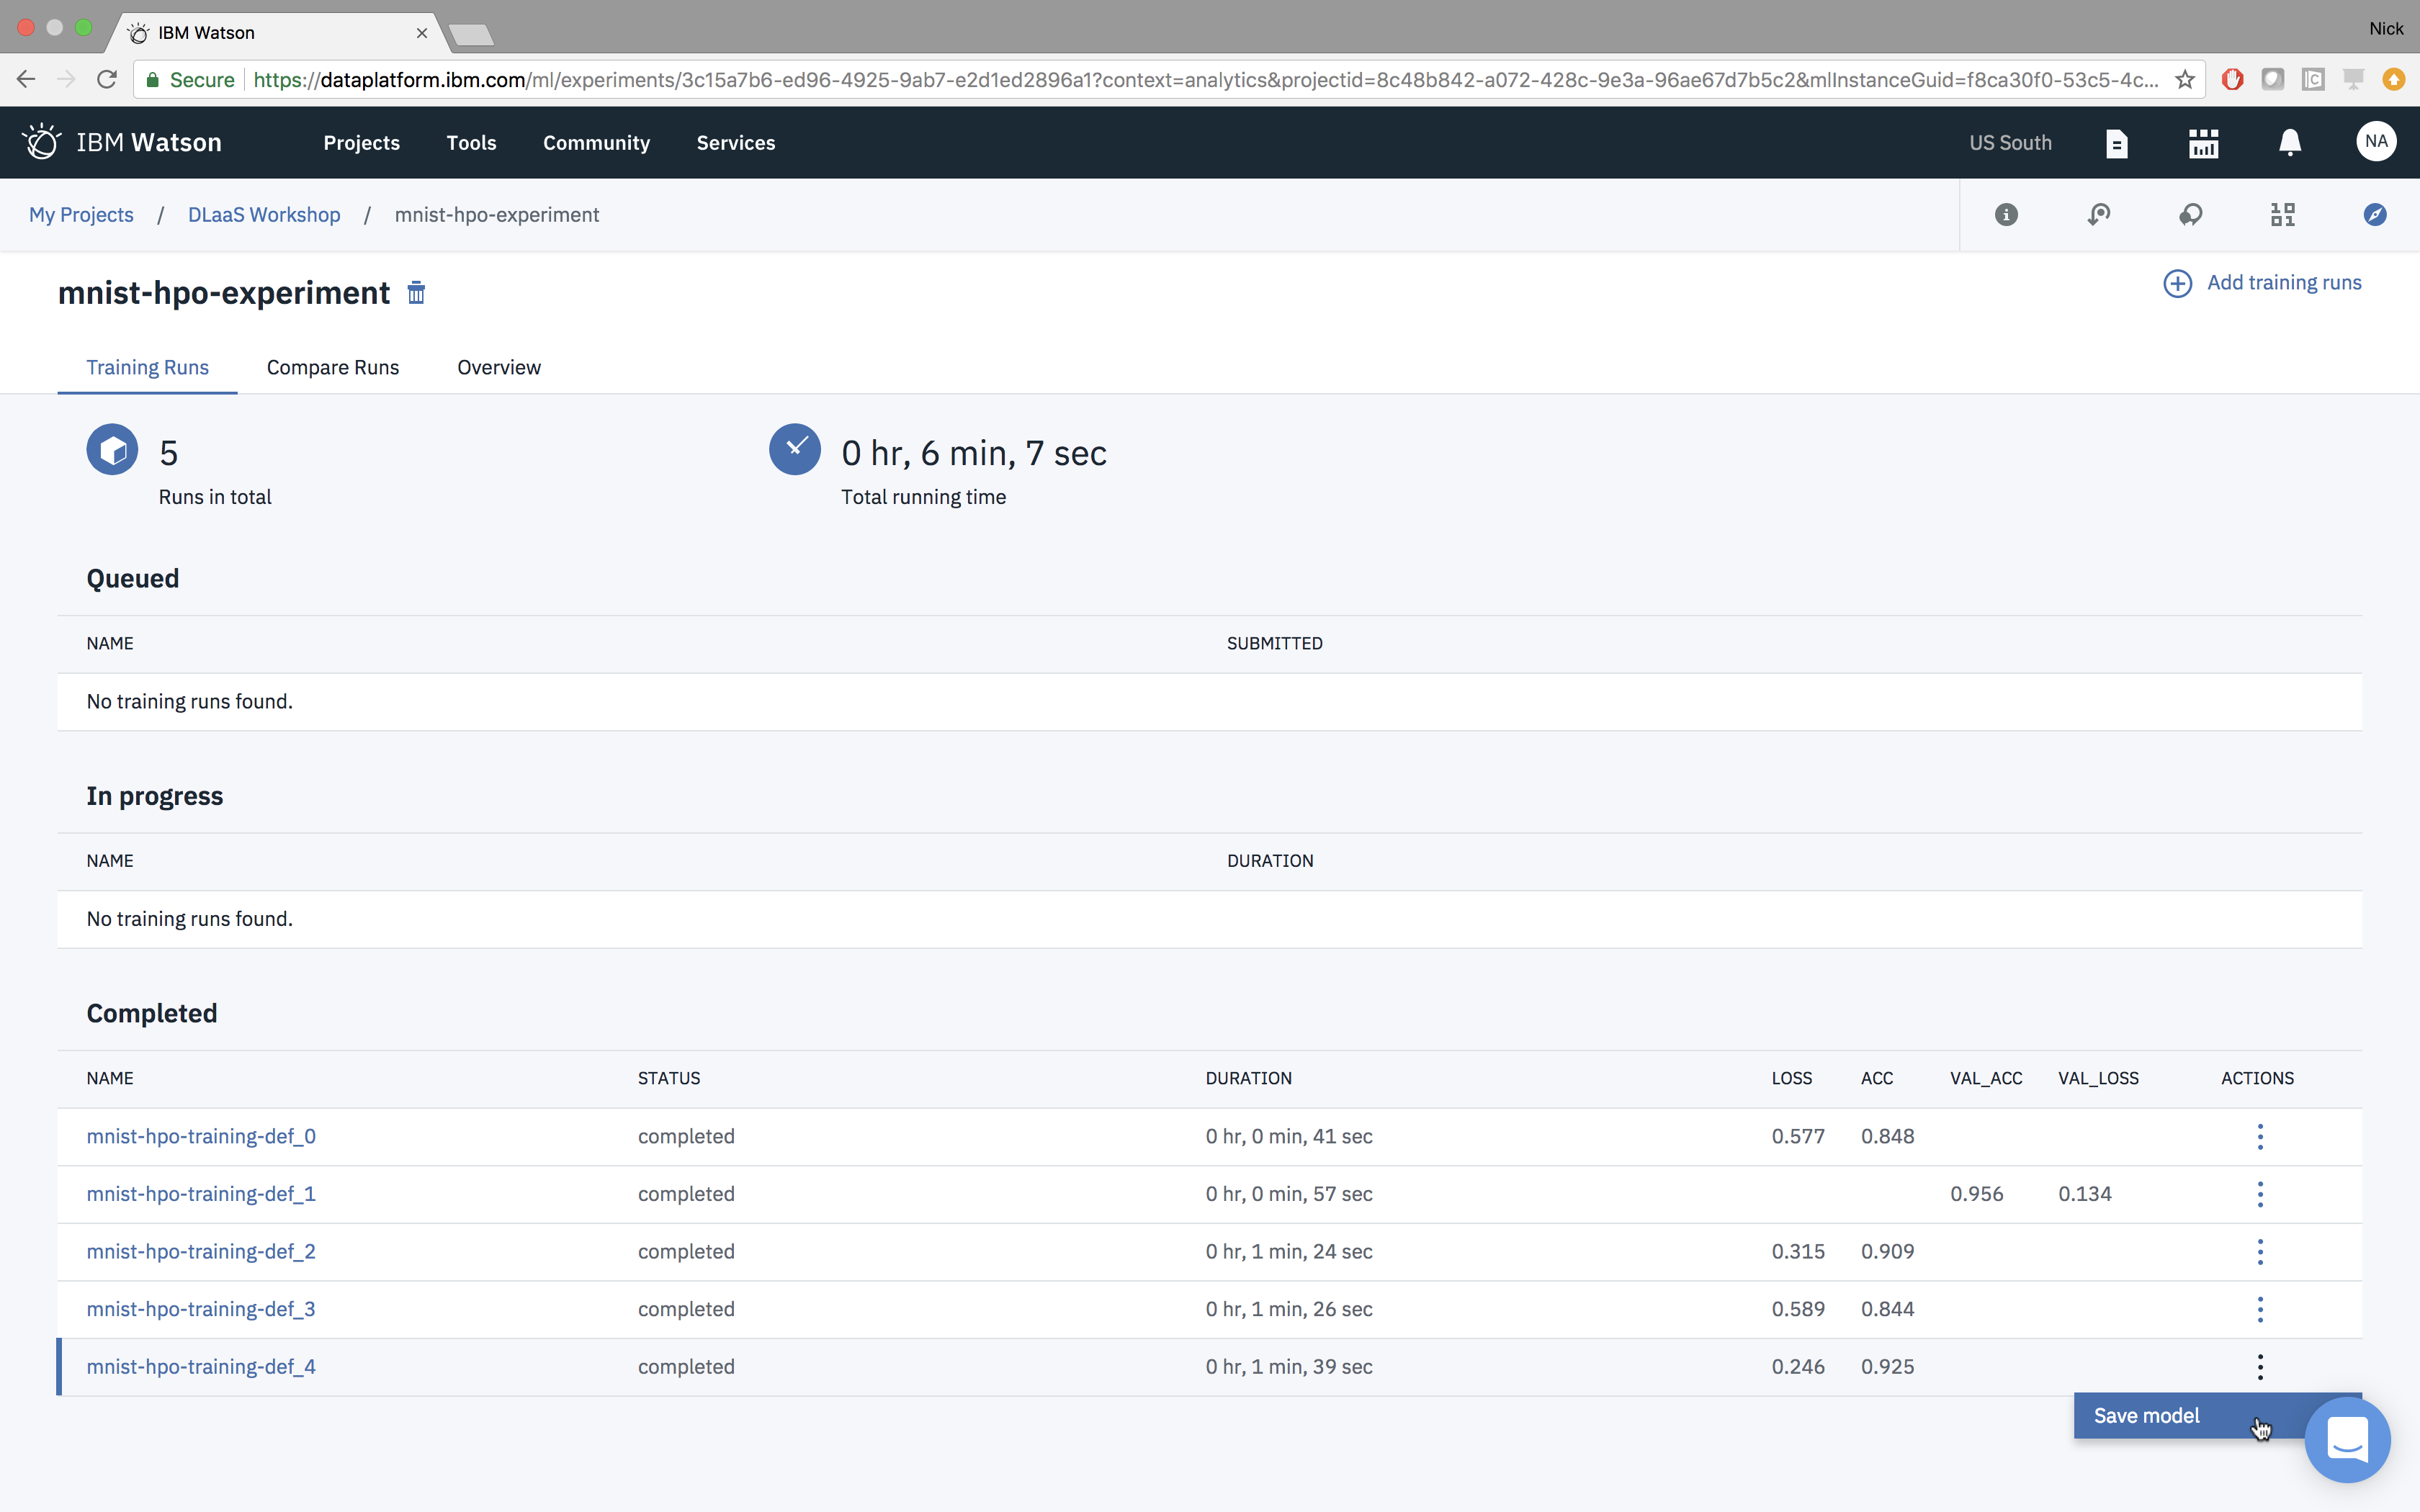 IBM Watson
Nick
Secure https://dataplatform.ibm.com/ml/experiments/3c15a7b6-ed96-4925-9ab7-e2d1ed2896a1?context=analytics&projectid=8c48b842-a072-428c-9e3a-96ae67d7b5c2&mlInstanceGuid=f8ca30f0-53c5-4c...
IBM Watson Projects Tools Community Services US South NA
My Projects / DLaaS Workshop / mnist-hpo-experiment
mnist-hpo-experiment
Add training runs
Training Runs Compare Runs Overview
5 0 hr, 6 min, 7 sec
Runs in total Total running time
Queued
NAME SUBMITTED
No training runs found.
In progress
NAME DURATION
No training runs found.
Completed
NAME STATUS DURATION LOSS ACC VAL_ACC VAL_LOSS ACTIONS
mnist-hpo-training-def_0 completed 0 hr, 0 min, 41 sec 0.577 0.848
mnist-hpo-training-def_1 completed 0 hr, 0 min, 57 sec 0.956 0.134
mnist-hpo-training-def_2 completed 0 hr, 1 min, 24 sec 0.315 0.909
mnist-hpo-training-def_3 completed 0 hr, 1 min, 26 sec 0.589 0.844
mnist-hpo-training-def_4 completed 0 hr, 1 min, 39 sec 0.246 0.925
Save model